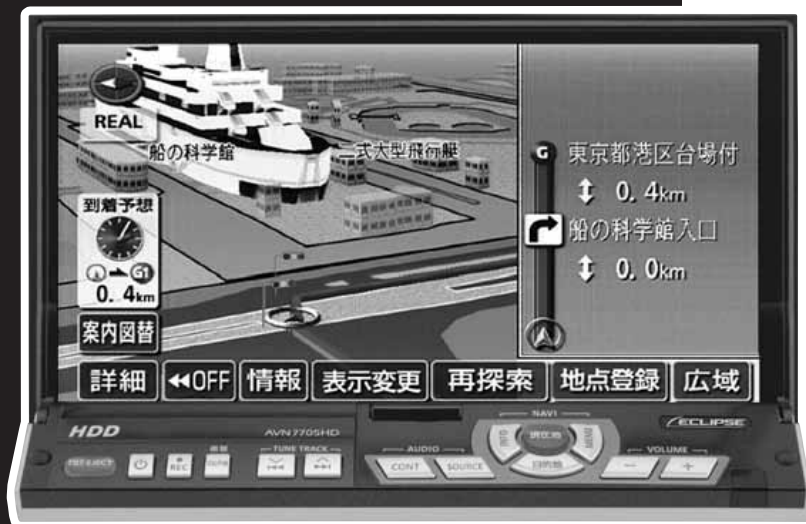 REAL
船の科学館
二式大型飛行艇
到着予想
G1
0.4km
案内図替
G 東京都港区台場付
0.4km
船の科学館入口
0.0km
詳細 ◀◀OFF 情報 表示変更 再探索 地点登録 広域
HDD
AVN7705HD
NAVI
ECLIPSE
REC
TUNE TRACK
AUDIO
CONT SOURCE
INFO 現在地 MENU
目的地
VOLUME
− +